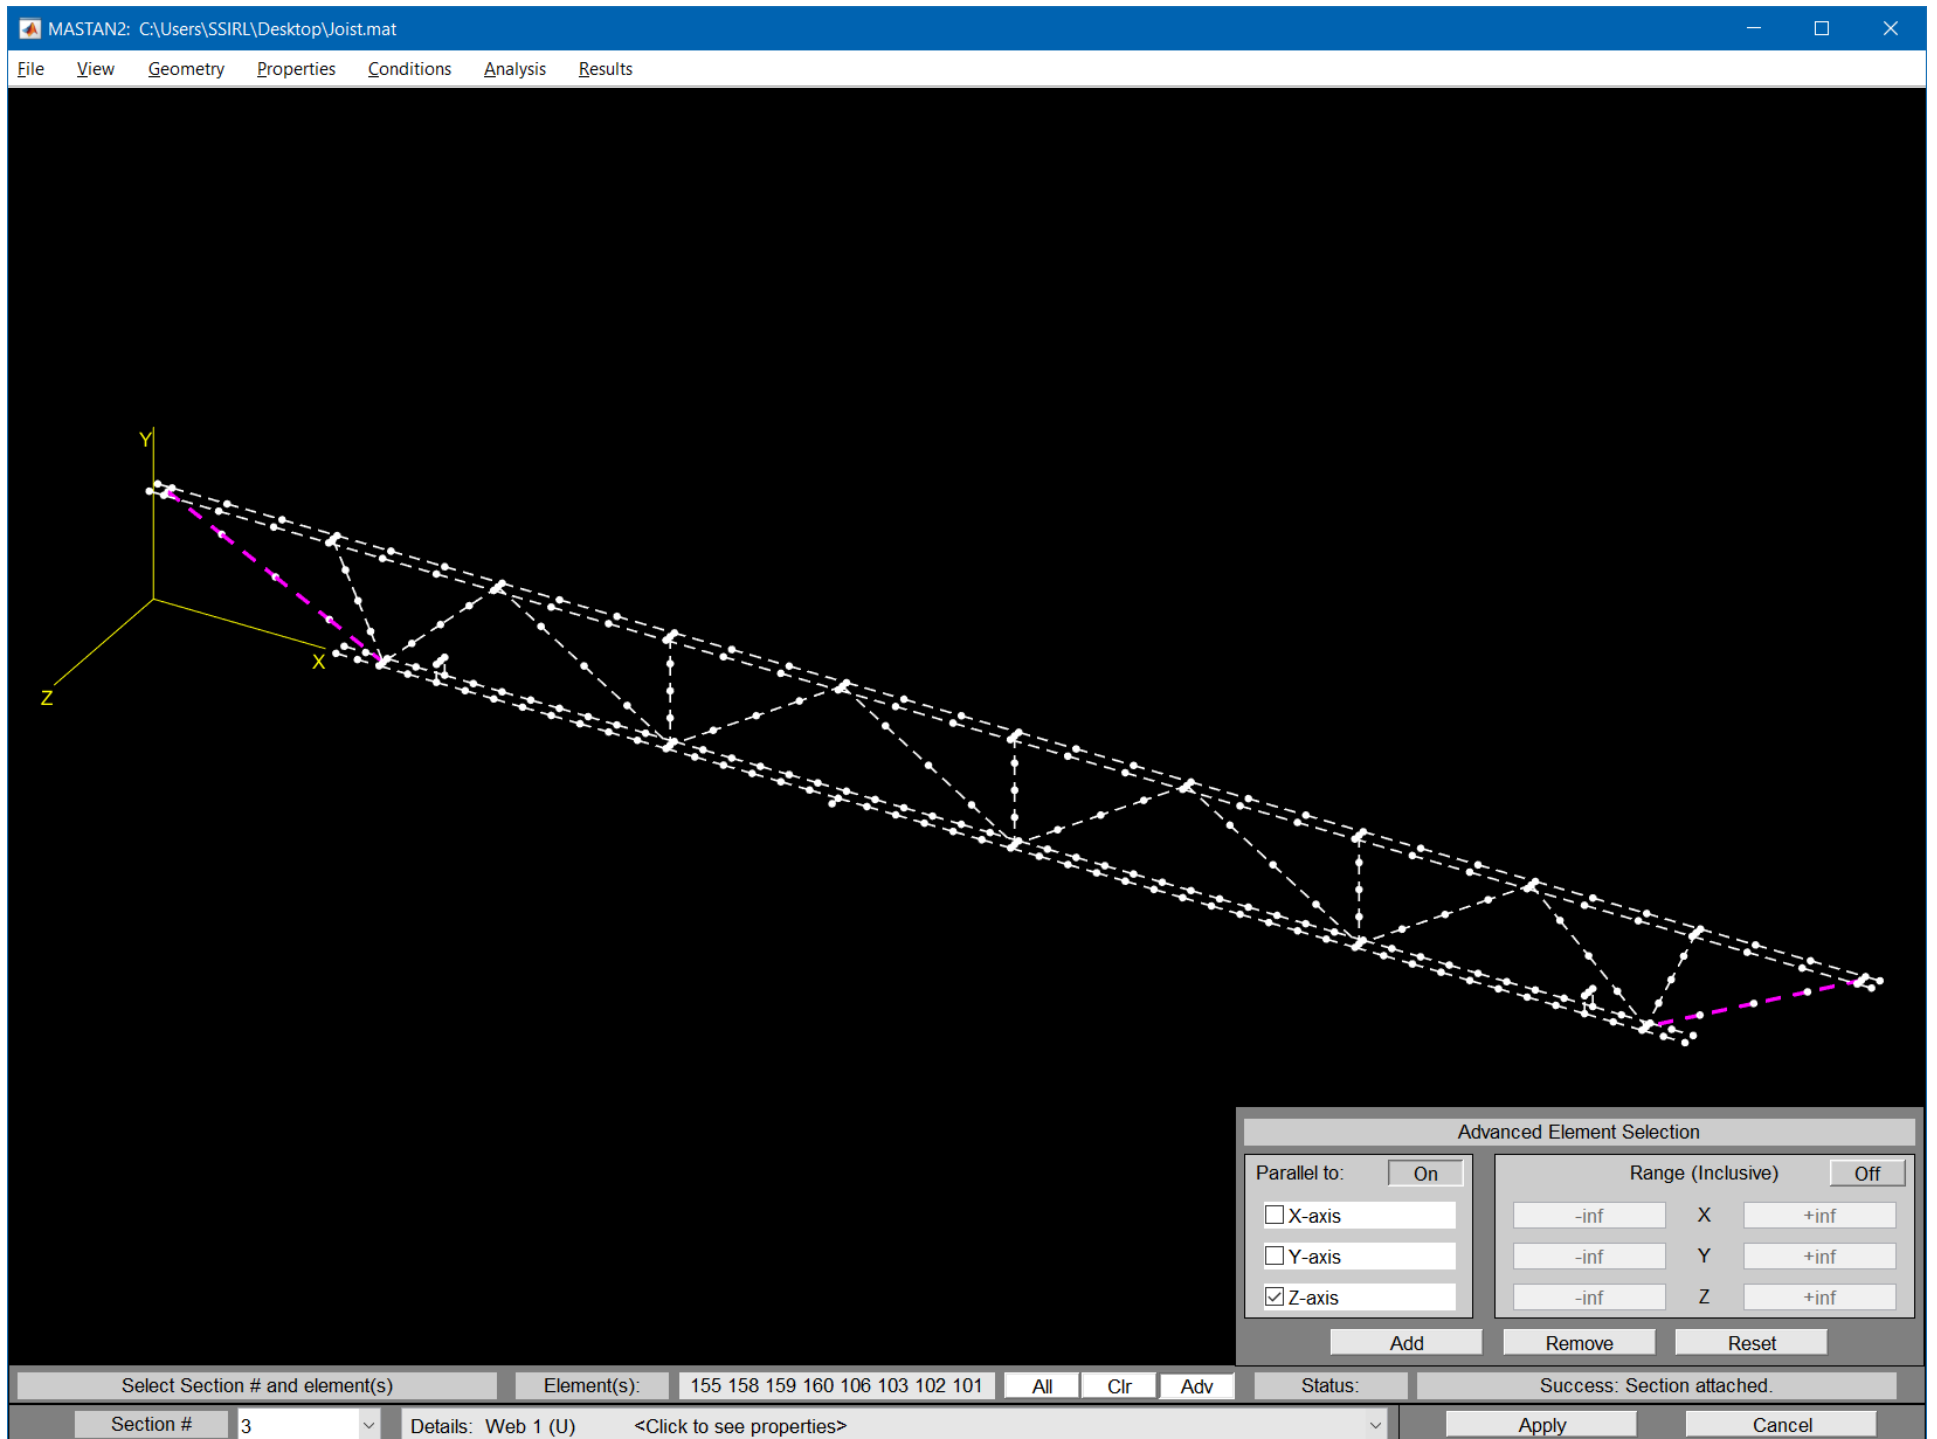 MASTAN2: C:\Users\SSIRL\Desktop\Joist.mat
File View Geometry Properties Conditions Analysis Results
Y
X
Z
Advanced Element Selection
Parallel to: On Range (Inclusive) Off
X-axis -inf X +inf
Y-axis -inf Y +inf
Z-axis -inf Z +inf
Add Remove Reset
Select Section # and element(s) Element(s): 155 158 159 160 106 103 102 101 All Clr Adv Status: Success: Section attached.
Section # 3 Details: Web 1 (U) <Click to see properties> Apply Cancel